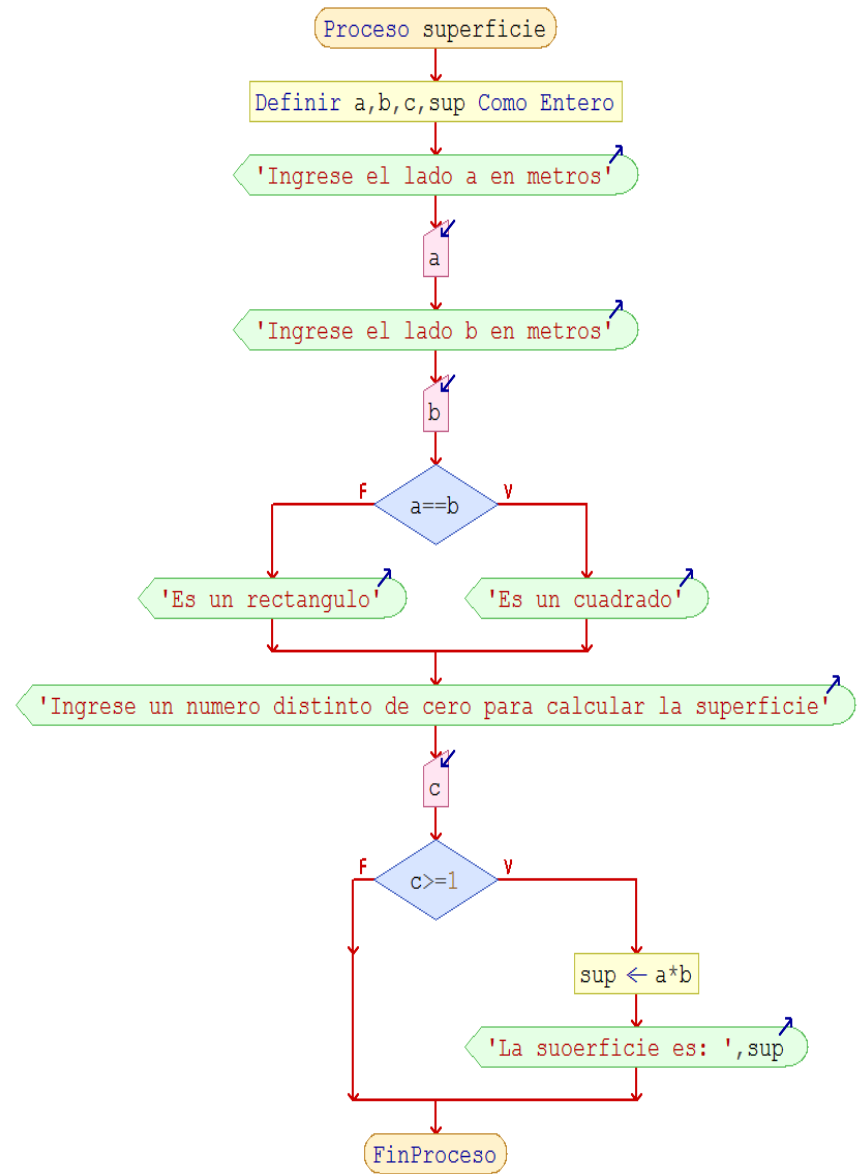 Proceso superficie
Definir a,b,c,sup Como Entero
'Ingrese el lado a en metros'
a
'Ingrese el lado b en metros'
b
F
V
a==b
'Es un rectangulo'
'Es un cuadrado'
'Ingrese un numero distinto de cero para calcular la superficie'
c
F
V
c>=1
sup ← a*b
'La suoerficie es: ',sup
FinProceso